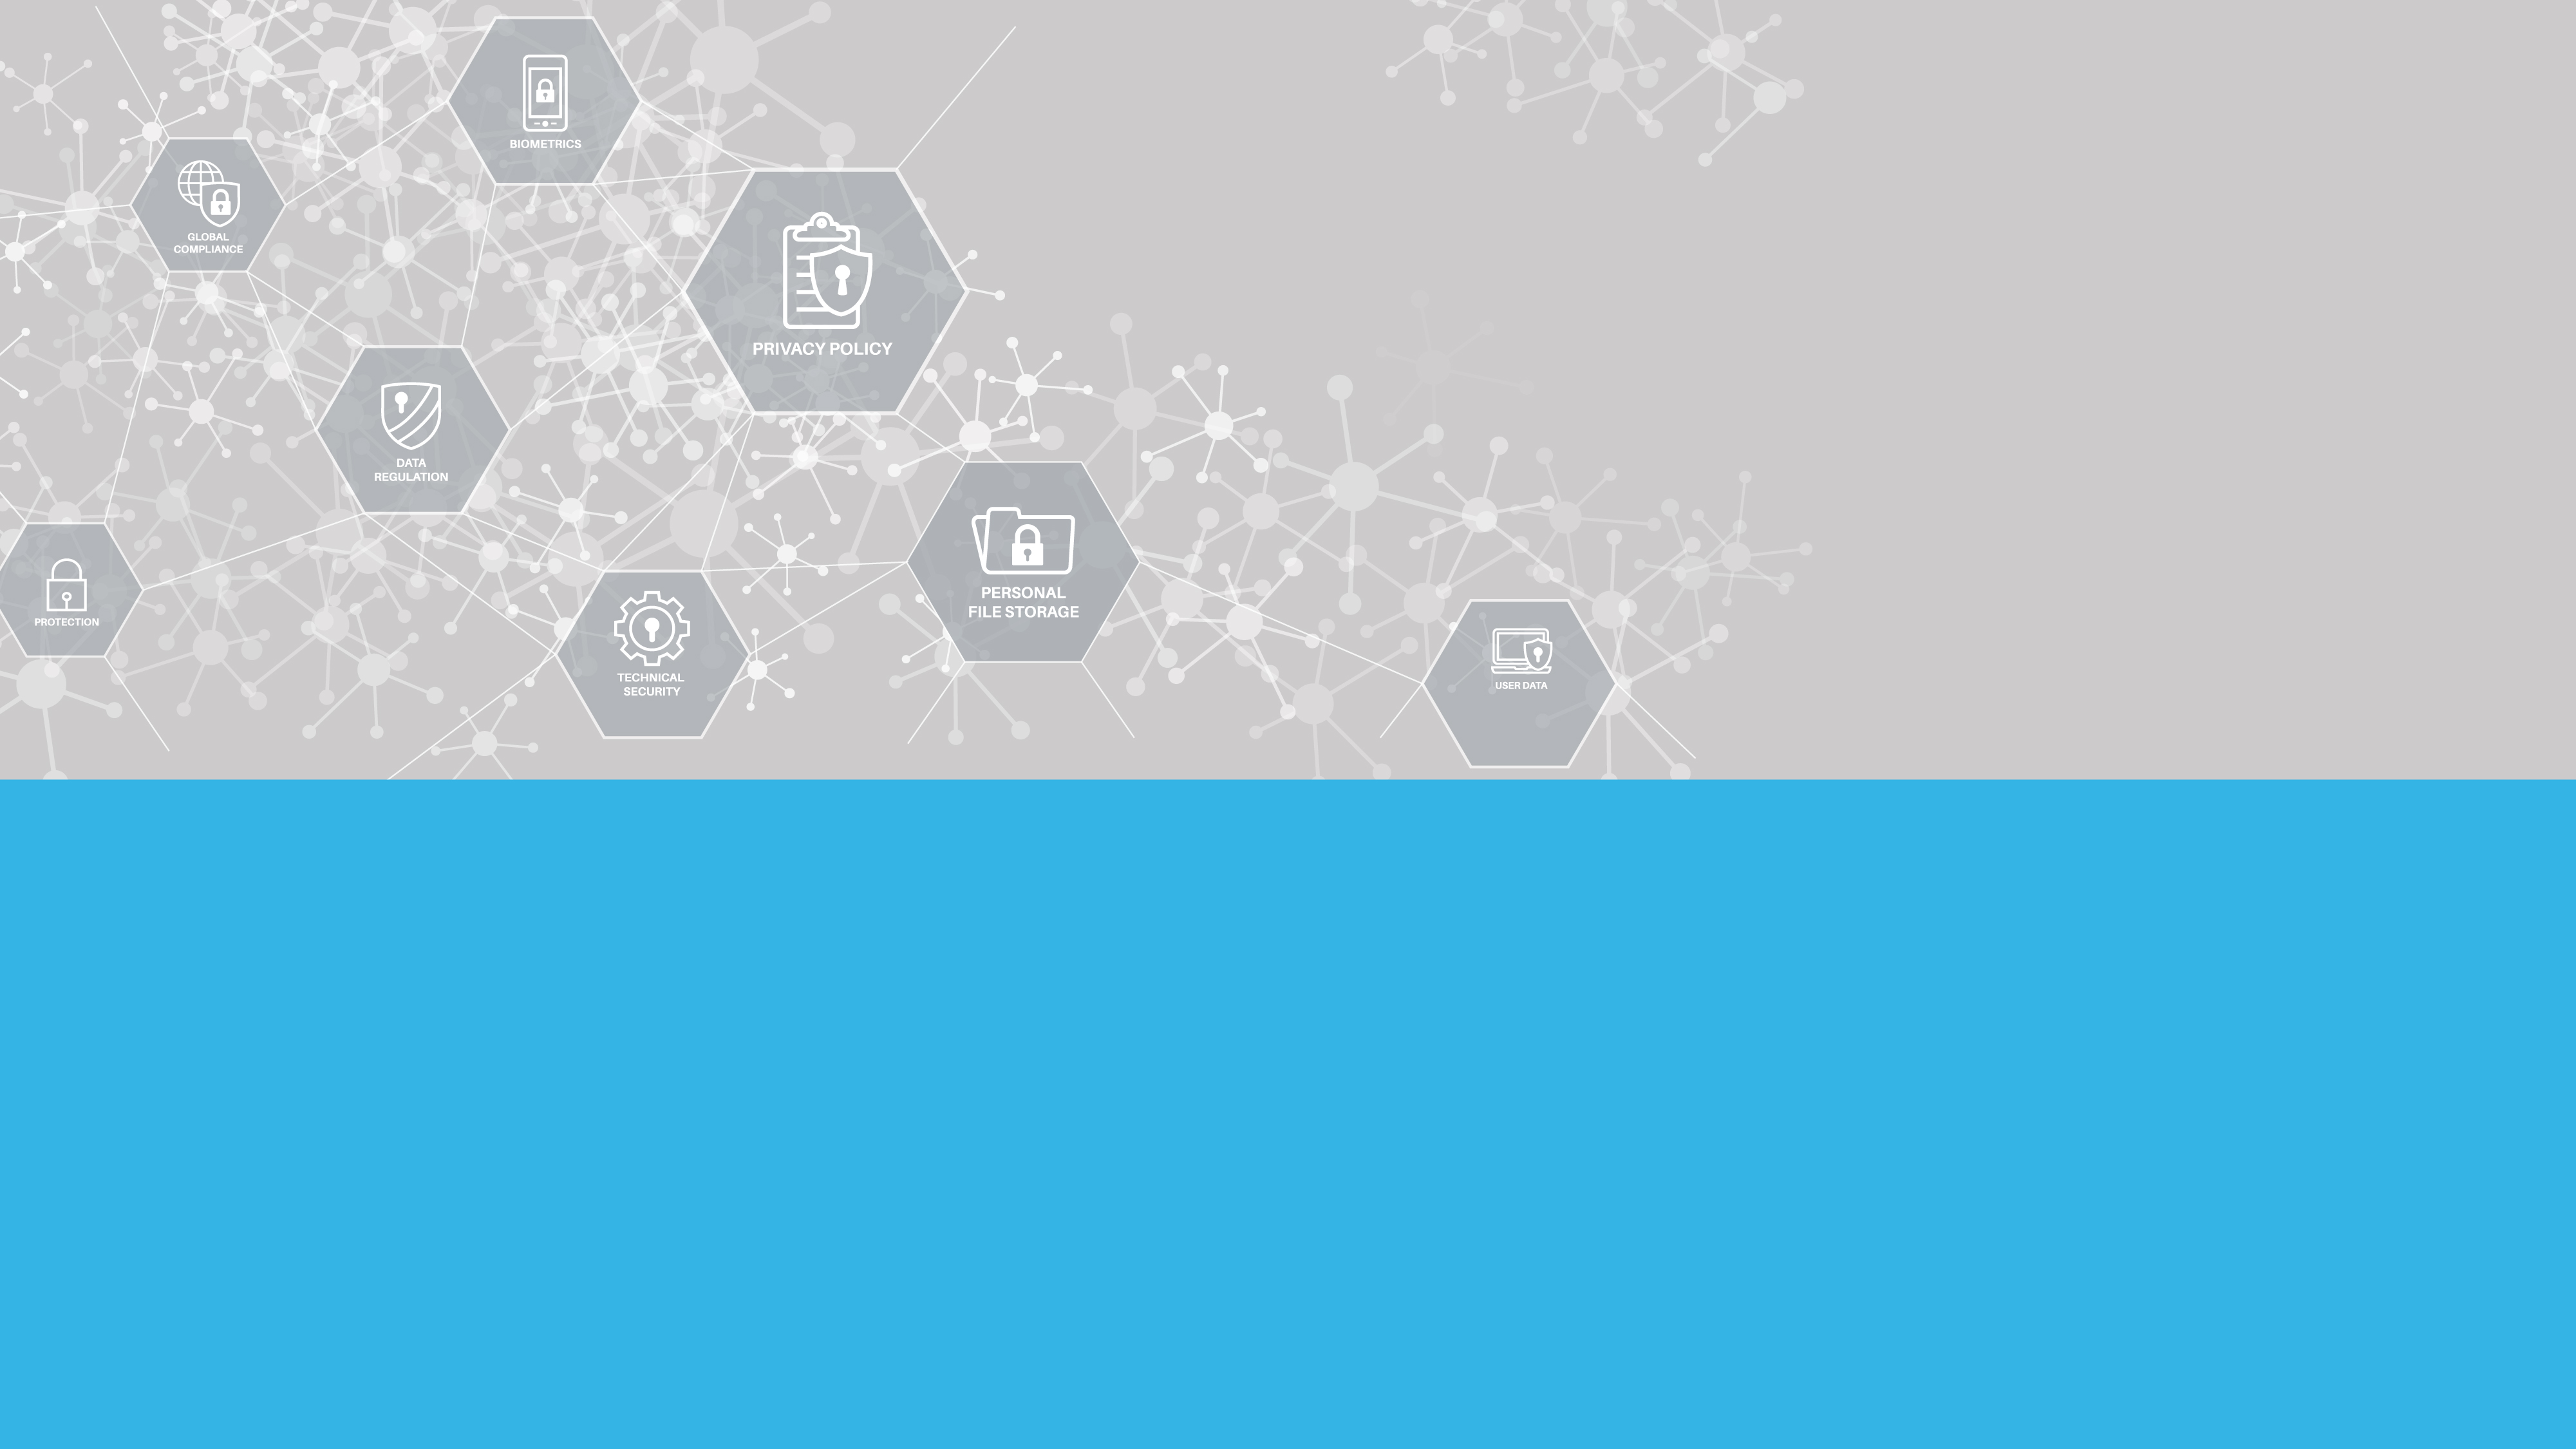 BIOMETRICS
GLOBAL
COMPLIANCE
PRIVACY POLICY
DATA
REGULATION
PROTECTION
TECHNICAL
SECURITY
PERSONAL
FILE STORAGE
USER DATA